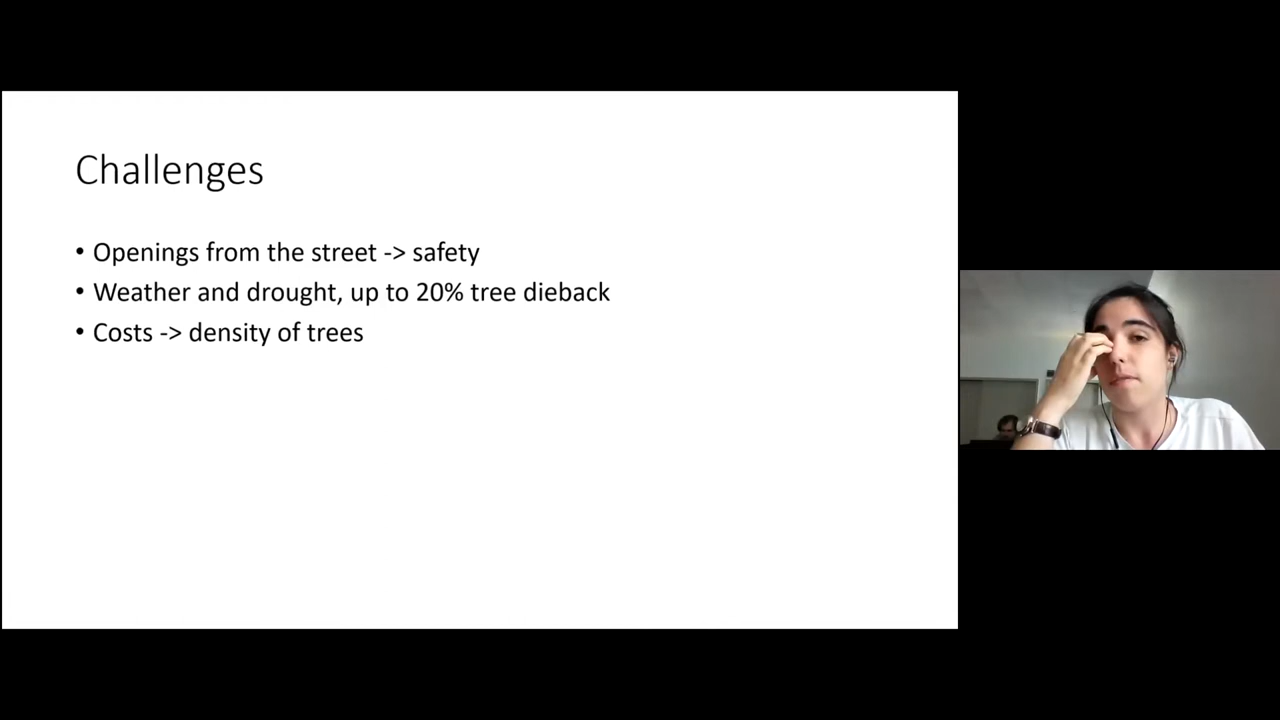 Challenges
• Openings from the street -> safety
• Weather and drought, up to 20% tree dieback
• Costs -> density of trees